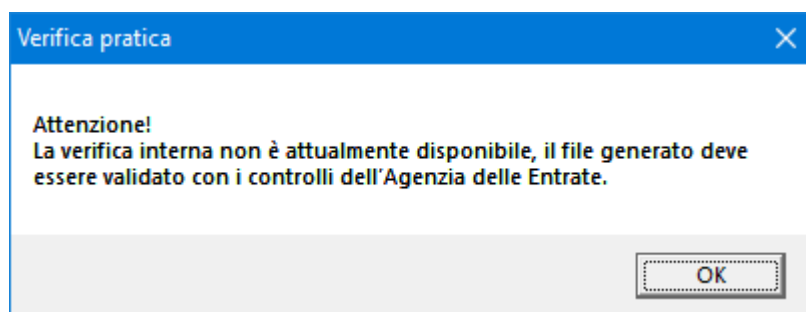 Verifica pratica
Attenzione!
La verifica interna non è attualmente disponibile, il file generato deve
essere validato con i controlli dell'Agenzia delle Entrate.
OK